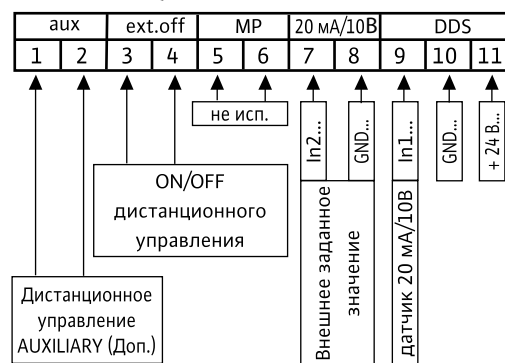 aux ext.off MP 20 мА/10В DDS
1 2 3 4 5 6 7 8 9 10 11
не исп.
In2...
GND...
In1...
GND...
+ 24 В...
ON/OFF
дистанционного
управления
Внешнее заданное
значение
датчик 20 мА/10В
Дистанционное
управление
AUXILIARY (Доп.)